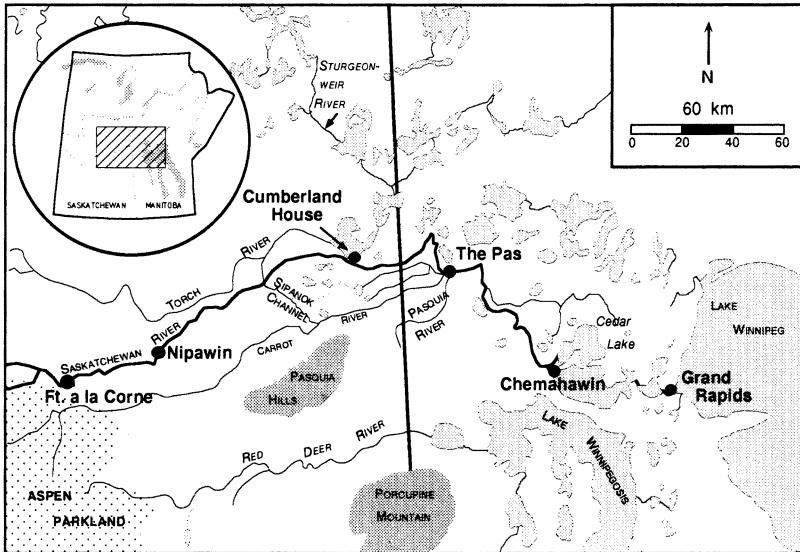 STURGEON-
WEIR
RIVER
N
60 km
0 20 40 60
SASKATCHEWAN MANITOBA
Cumberland
House
The Pas
TORCH RIVER
SIPANOK
CHANNEL
PASQUIA
RIVER
LAKE
WINNIPEG
SASKATCHEWAN RIVER
Nipawin
CARROT RIVER
Cedar
Lake
Ft. a la Corne
PASQUIA
HILLS
Chemahawin
Grand
Rapids
LAKE
WINNIPEGOSIS
RED DEER RIVER
ASPEN
PARKLAND
PORCUPINE
MOUNTAIN